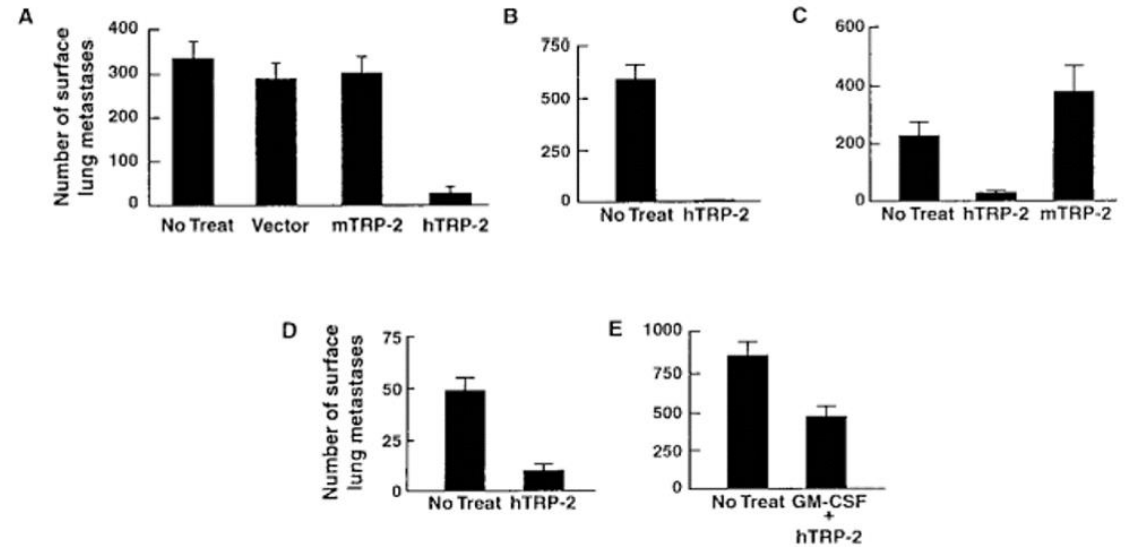 A
Number of surface
lung metastases
400
300
200
100
0
No Treat Vector mTRP-2 hTRP-2
B
750
500
250
0
No Treat hTRP-2
C
600
400
200
0
No Treat hTRP-2 mTRP-2
D
Number of surface
lung metastases
75
50
25
0
No Treat hTRP-2
E
1000
750
500
250
0
No Treat GM-CSF
+
hTRP-2